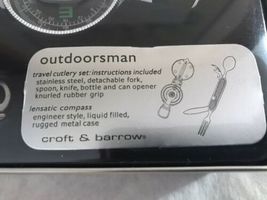 outdoorsman
travel cutlery set: instructions included
stainless steel, detachable fork,
spoon, knife, bottle and can opener
knurled rubber grip
lensatic compass
engineer style, liquid filled,
rugged metal case
croft & barrow®